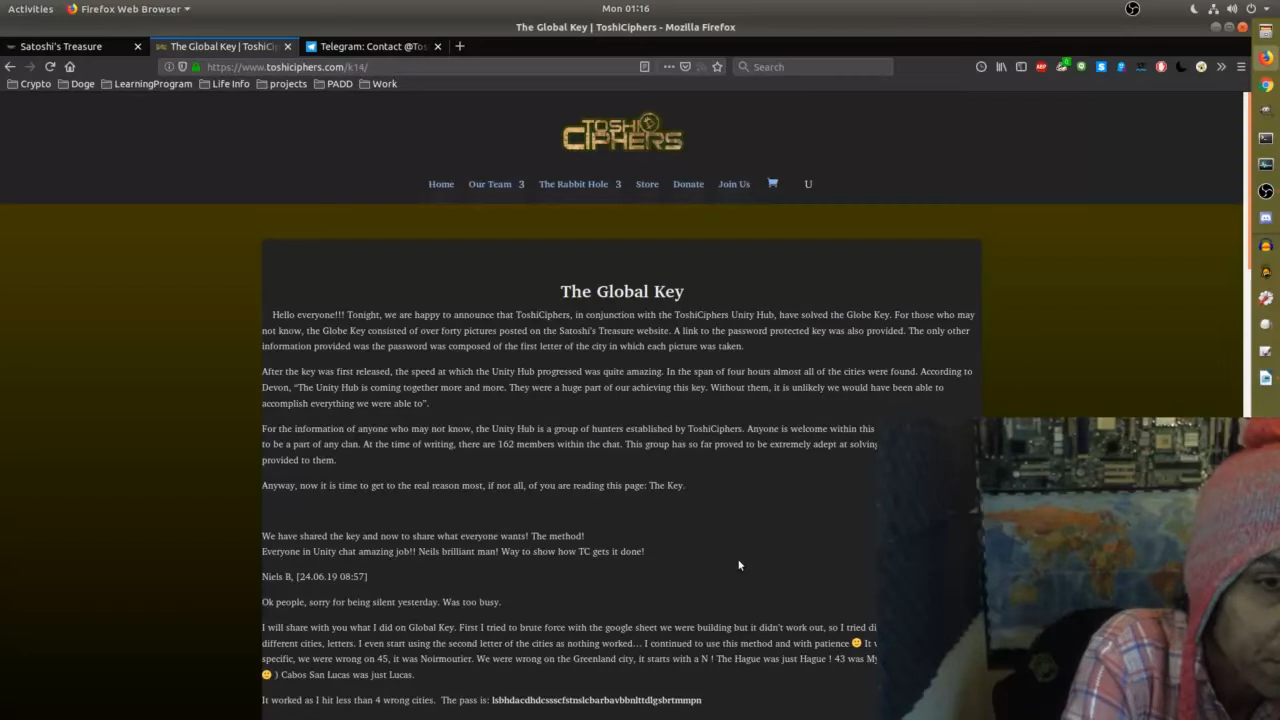 Activities
Firefox Web Browser
Mon 01:16
The Global Key | ToshiCiphers - Mozilla Firefox
Satoshi's Treasure
The Global Key | ToshiCi
Telegram: Contact @Tos
https://www.toshiciphers.com/k14/
Search
Crypto
Doge
LearningProgram
Life Info
projects
PADD
Work
TOSHI
CIPHERS
Home
Our Team 3
The Rabbit Hole 3
Store
Donate
Join Us
U
The Global Key
Hello everyone!!! Tonight, we are happy to announce that ToshiCiphers, in conjunction with the ToshiCiphers Unity Hub, have solved the Globe Key. For those who may
not know, the Globe Key consisted of over forty pictures posted on the Satoshi's Treasure website. A link to the password protected key was also provided. The only other
information provided was the password was composed of the first letter of the city in which each picture was taken.
After the key was first released, the speed at which the Unity Hub progressed was quite amazing. In the span of four hours almost all of the cities were found. According to
Devon, “The Unity Hub is coming together more and more. They were a huge part of our achieving this key. Without them, it is unlikely we would have been able to
accomplish everything we were able to”.
For the information of anyone who may not know, the Unity Hub is a group of hunters established by ToshiCiphers. Anyone is welcome within this
to be a part of any clan. At the time of writing, there are 162 members within the chat. This group has so far proved to be extremely adept at solving
provided to them.
Anyway, now it is time to get to the real reason most, if not all, of you are reading this page: The Key.
We have shared the key and now to share what everyone wants! The method!
Everyone in Unity chat amazing job!! Neils brilliant man! Way to show how TC gets it done!
Niels B, [24.06.19 08:57]
Ok people, sorry for being silent yesterday. Was too busy.
I will share with you what I did on Global Key. First I tried to brute force with the google sheet we were building but it didn't work out, so I tried di
different cities, letters. I even start using the second letter of the cities as nothing worked… I continued to use this method and with patience 🙂 It
specific, we were wrong on 45, it was Noirmoutier. We were wrong on the Greenland city, it starts with a N ! The Hague was just Hague ! 43 was My
🙂 ) Cabos San Lucas was just Lucas.
It worked as I hit less than 4 wrong cities. The pass is: lsbhdacdhdcssscfstnslcbarbavbbnlttdlgsbrtmmpn